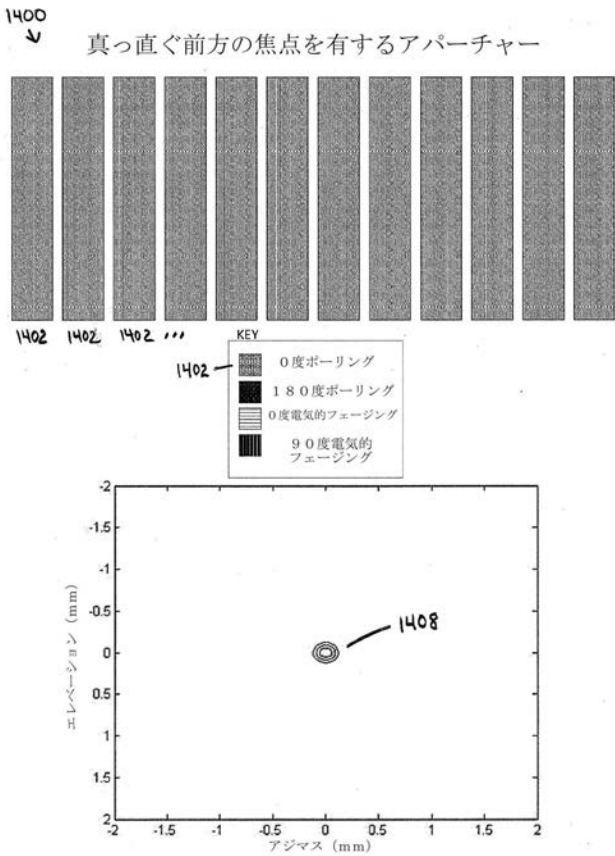 1400
真っ直ぐ前方の焦点を有するアパーチャー
1402 1402 1402 ...
KEY
1402
0度ポーリング
180度ポーリング
0度電気的フェージング
90度電気的
フェージング
-2
-1.5
-1
-0.5
0
0.5
1
1.5
2
エレベーション (mm)
1408
-2 -1.5 -1 -0.5 0 0.5 1 1.5 2
アジマス (mm)